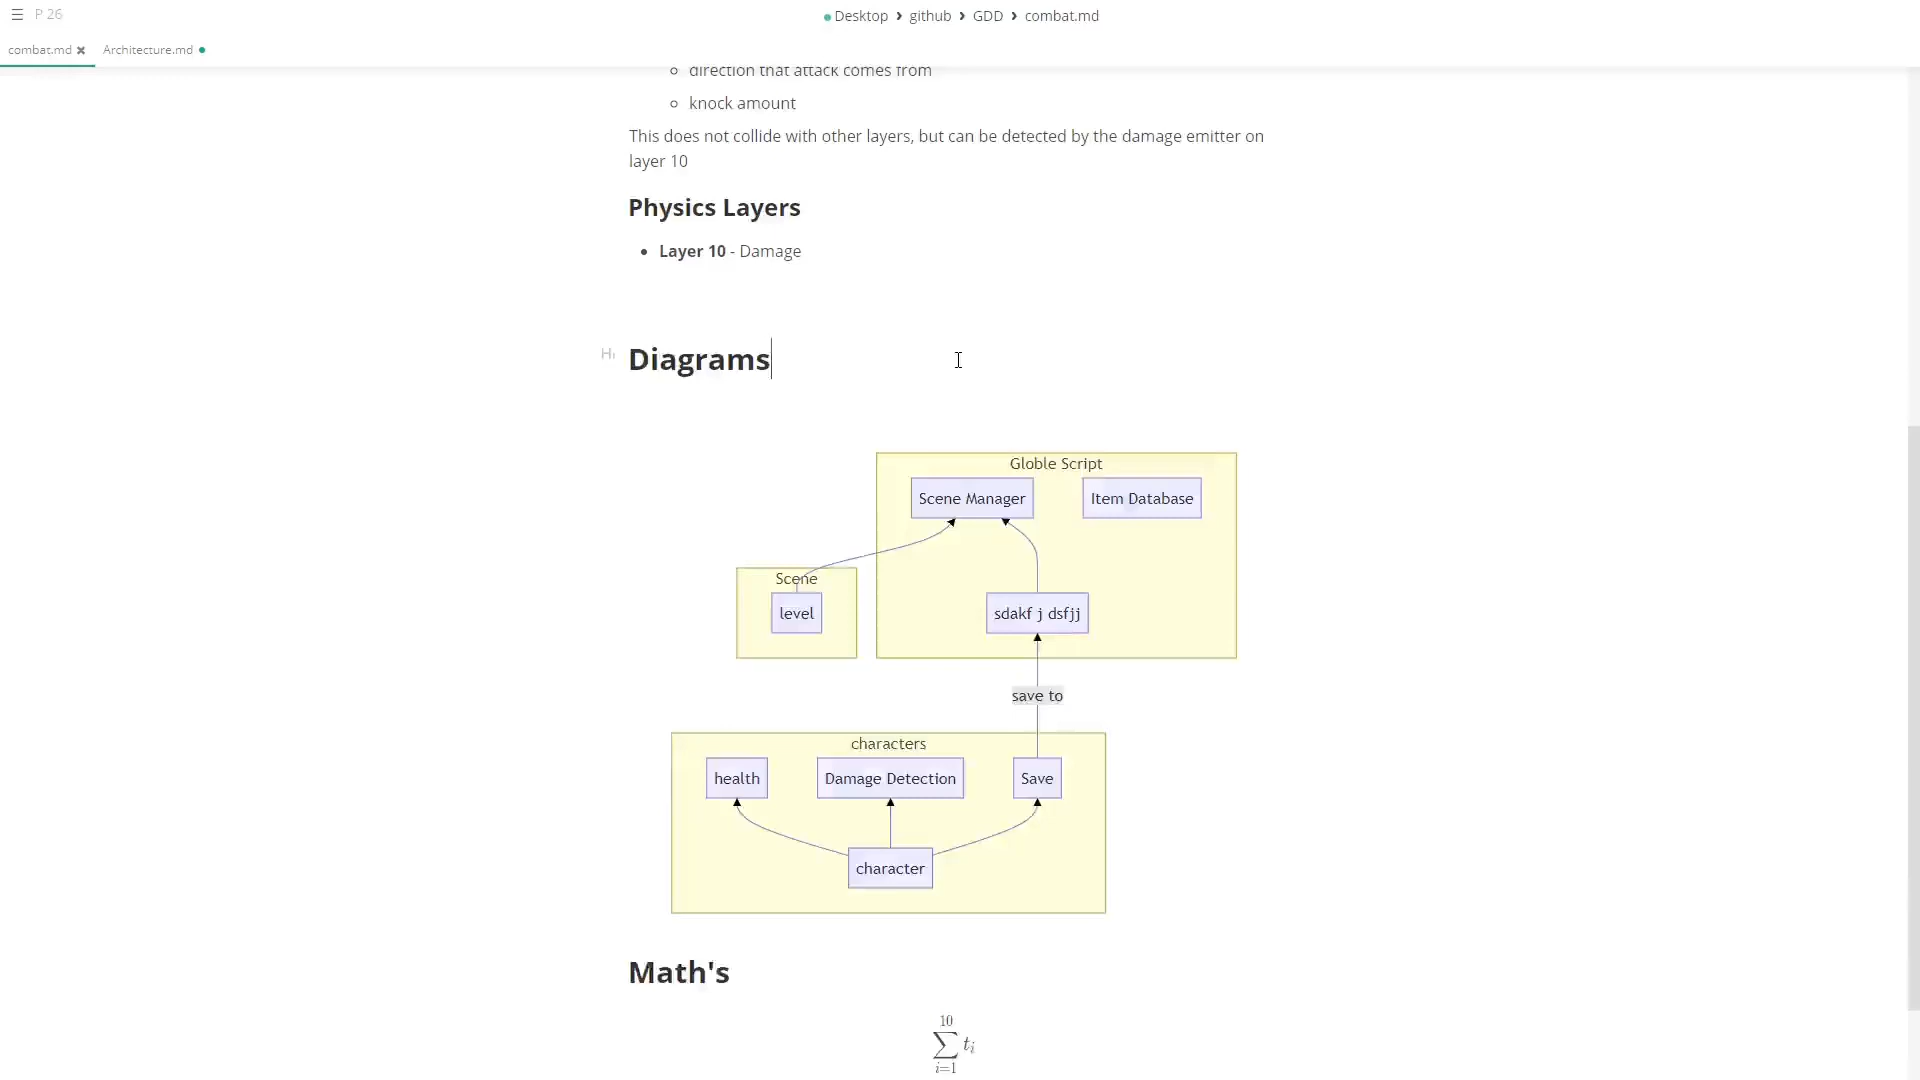 ☰ P 26
Desktop › github › GDD › combat.md
combat.md × Architecture.md
direction that attack comes from
knock amount
This does not collide with other layers, but can be detected by the damage emitter on
layer 10
Physics Layers
Layer 10 - Damage
H1 Diagrams
Globle Script
Scene Manager
Item Database
Scene
level
sdakf j dsfjj
save to
characters
health
Damage Detection
Save
character
Math's
10
∑ tᵢ
i=1